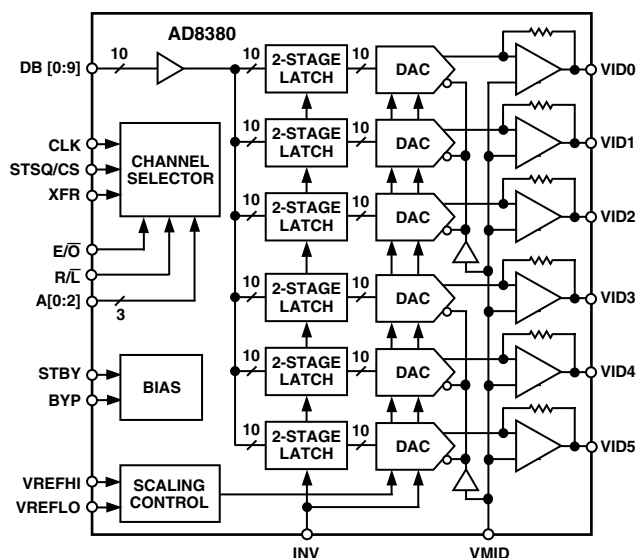 AD8380
DB [0:9]
10
10
2-STAGE
LATCH
10
DAC
VID0
10
2-STAGE
LATCH
10
DAC
VID1
CLK
STSQ/CS
XFR
CHANNEL
SELECTOR
10
2-STAGE
LATCH
10
DAC
VID2
E/O̅
R/L̅
A[0:2]
3
10
2-STAGE
LATCH
10
DAC
VID3
STBY
BYP
BIAS
10
2-STAGE
LATCH
10
DAC
VID4
10
2-STAGE
LATCH
10
DAC
VID5
VREFHI
VREFLO
SCALING
CONTROL
INV
VMID